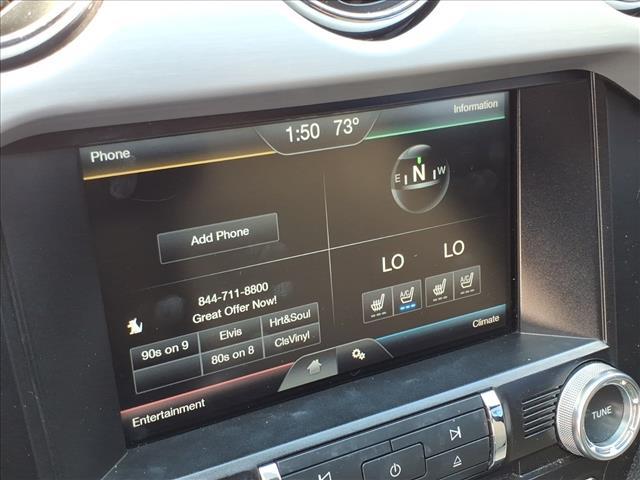 Phone
1:50 73°
Information
E N W
Add Phone
LO LO
A/C A/C
844-711-8800
Great Offer Now!
90s on 9 Elvis Hrt&Soul
80s on 8 ClsVinyl
Entertainment
Climate
TUNE